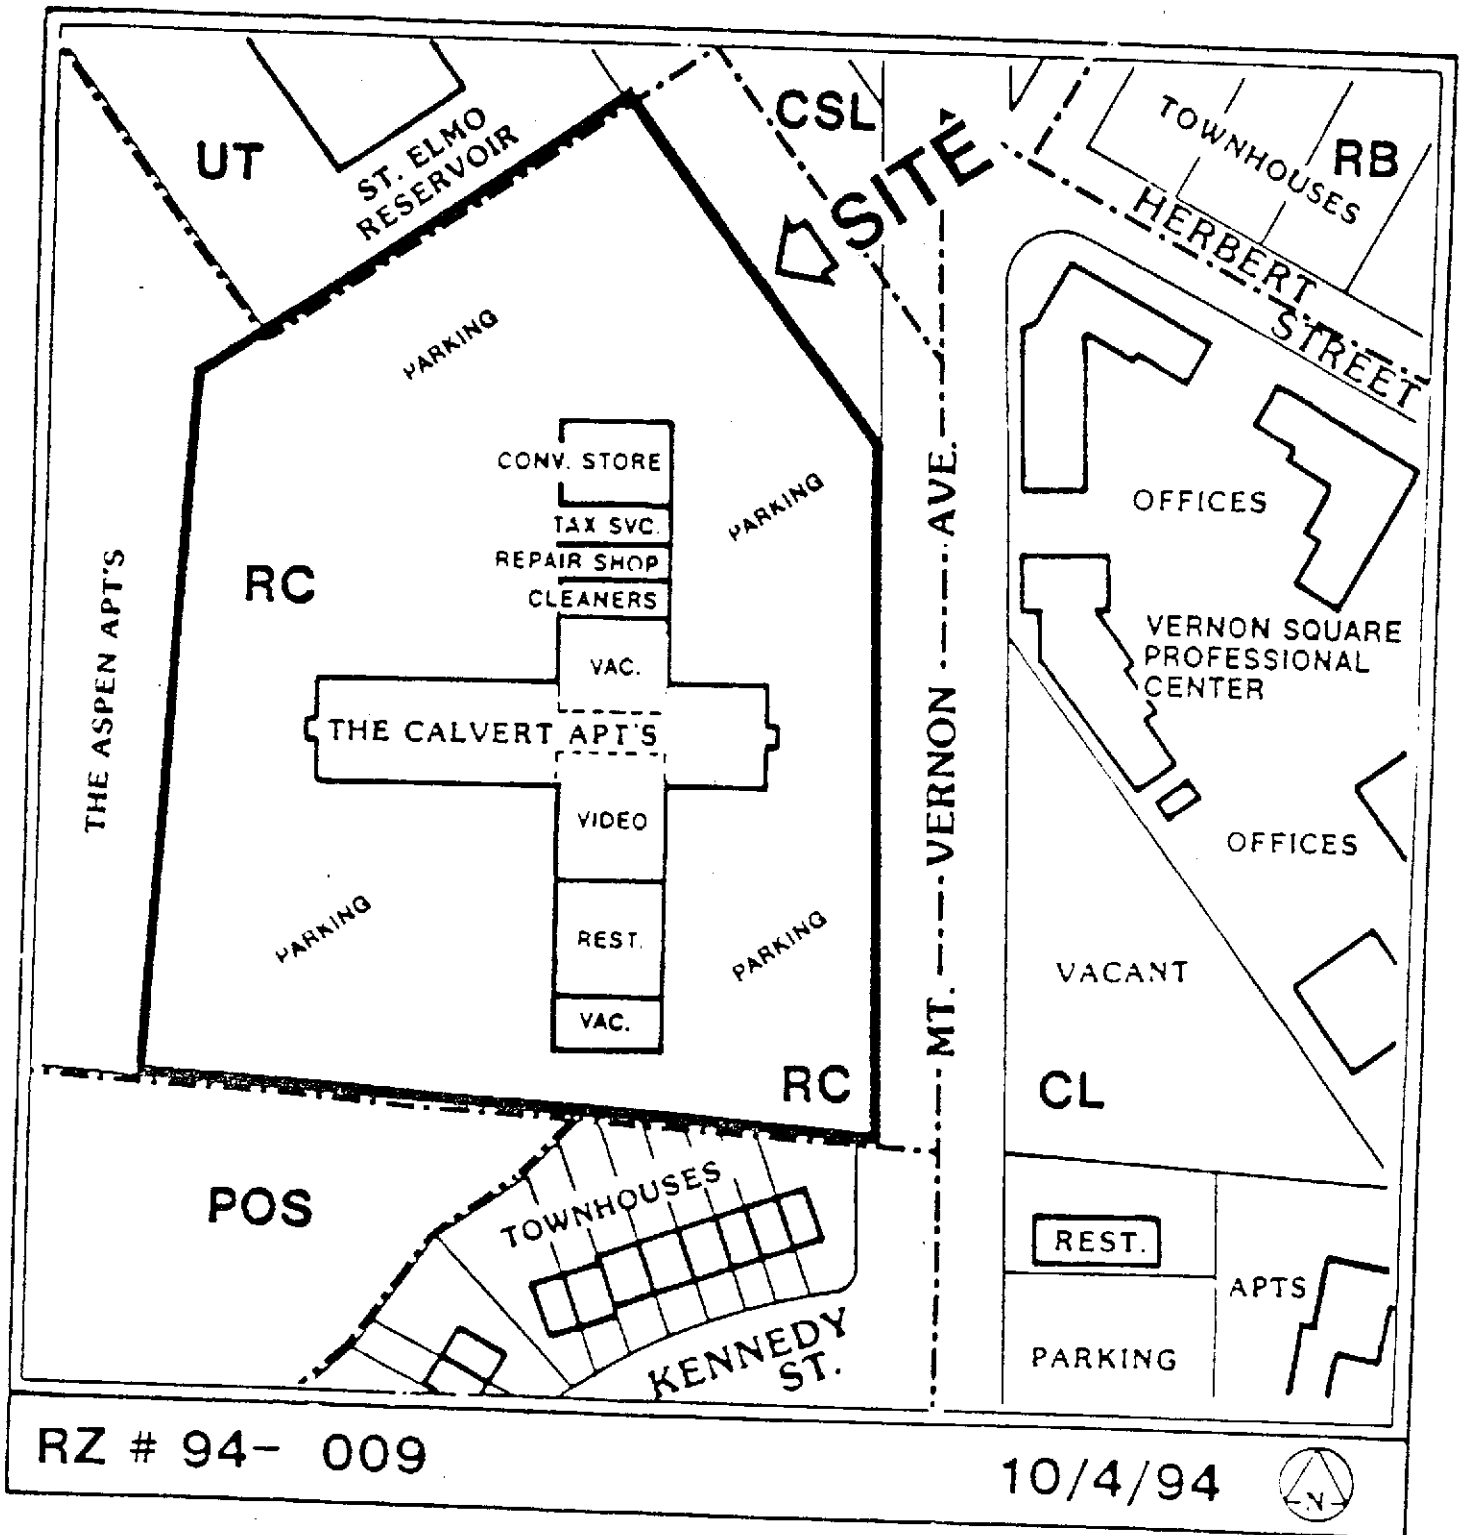 CSL
TOWNHOUSES
RB
UT
ST. ELMO
RESERVOIR
SITE
HERBERT
STREET
PARKING
CONV. STORE
PARKING
OFFICES
TAX SVC.
REPAIR SHOP
RC
CLEANERS
THE ASPEN APT'S
VAC.
VERNON SQUARE
PROFESSIONAL
CENTER
THE CALVERT APT'S
MT. VERNON AVE.
VIDEO
OFFICES
PARKING
REST.
PARKING
VACANT
VAC.
RC
CL
POS
TOWNHOUSES
REST.
APTS
KENNEDY
ST.
PARKING
RZ # 94- 009
10/4/94
N